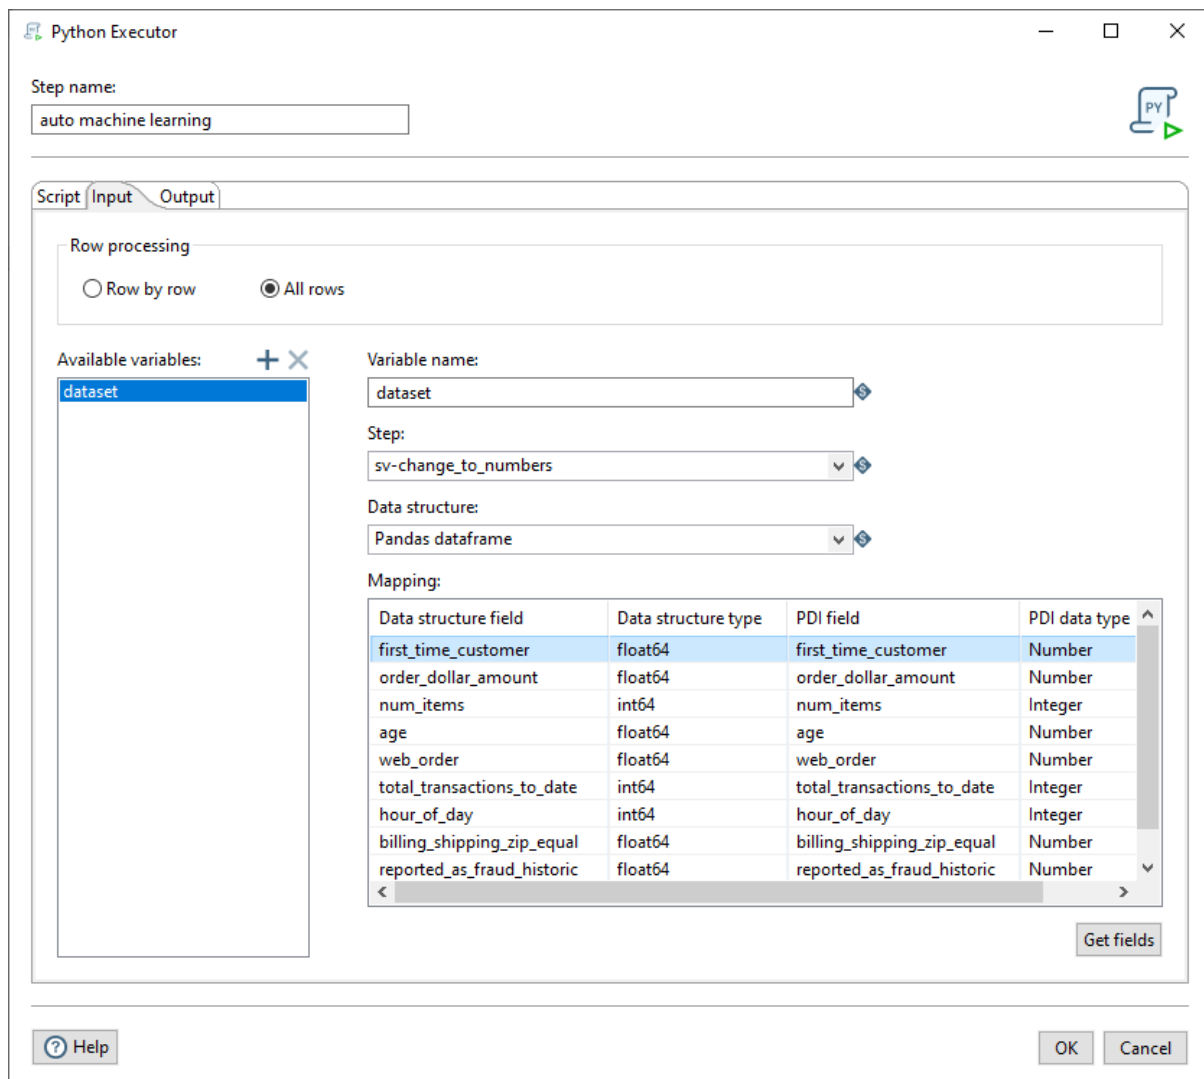 Python Executor
Step name:
auto machine learning
PY
Script Input Output
Row processing
Row by row All rows
Available variables:
dataset
Variable name:
dataset
Step:
sv-change_to_numbers
Data structure:
Pandas dataframe
Mapping:
Data structure field Data structure type PDI field PDI data type
first_time_customer float64 first_time_customer Number
order_dollar_amount float64 order_dollar_amount Number
num_items int64 num_items Integer
age float64 age Number
web_order float64 web_order Number
total_transactions_to_date int64 total_transactions_to_date Integer
hour_of_day int64 hour_of_day Integer
billing_shipping_zip_equal float64 billing_shipping_zip_equal Number
reported_as_fraud_historic float64 reported_as_fraud_historic Number
Get fields
Help OK Cancel